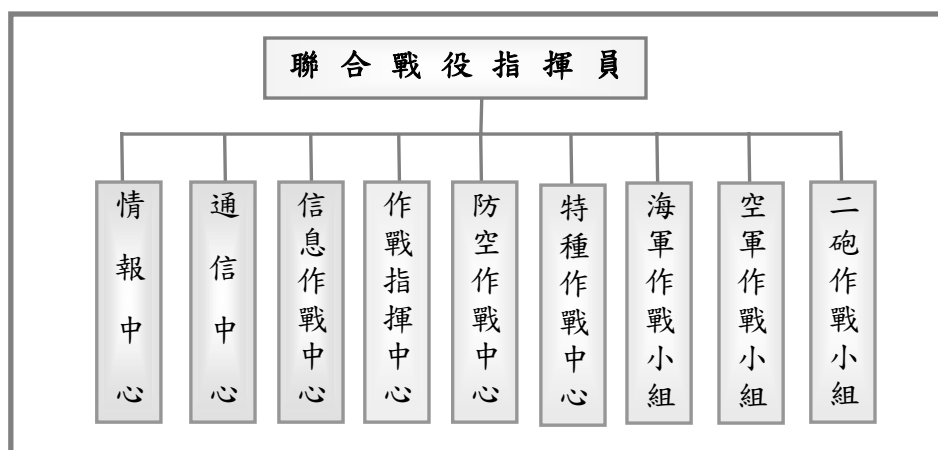 聯合戰役指揮員
情報中心
通信中心
信息作戰中心
作戰指揮中心
防空作戰中心
特種作戰中心
海軍作戰小組
空軍作戰小組
二砲作戰小組